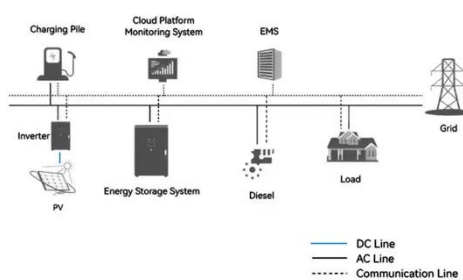 Charging Pile
Cloud Platform
Monitoring System
EMS
Grid
Inverter
PV
Energy Storage System
Diesel
Load
DC Line
AC Line
Communication Line